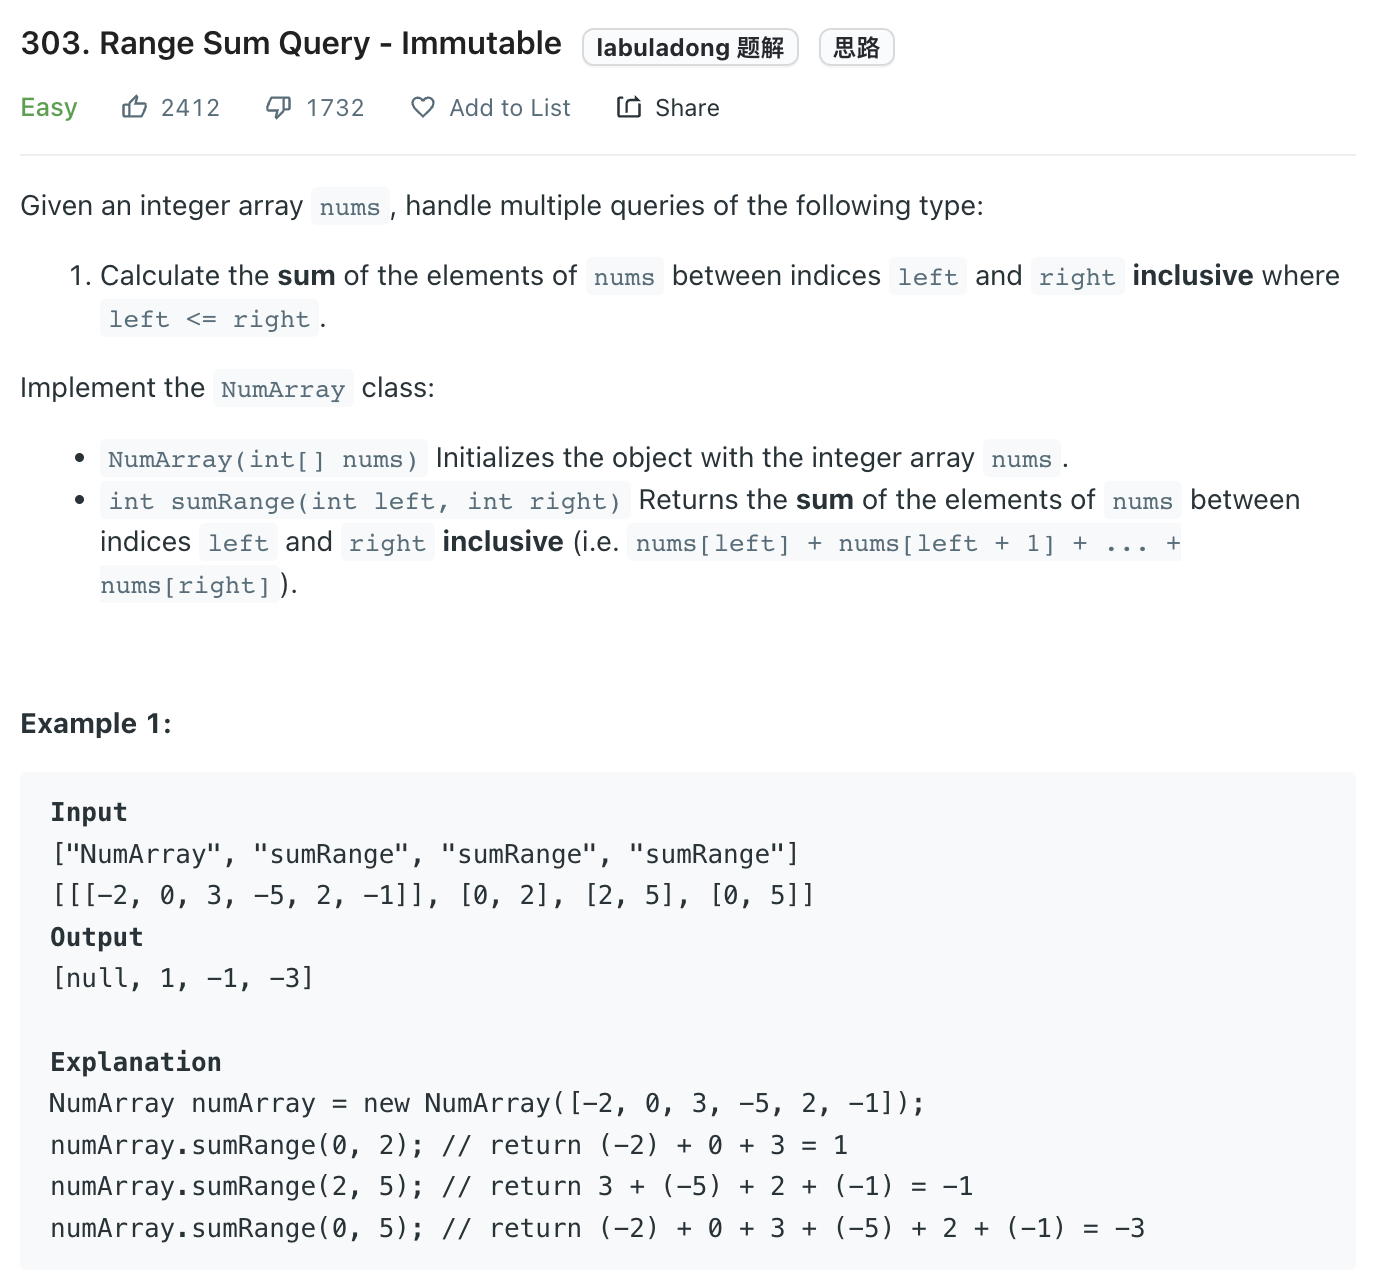 303. Range Sum Query - Immutable labuladong 题解 思路
Easy 2412 1732 Add to List Share
Given an integer array nums, handle multiple queries of the following type:
1. Calculate the sum of the elements of nums between indices left and right inclusive where
left <= right.
Implement the NumArray class:
• NumArray(int[] nums) Initializes the object with the integer array nums.
• int sumRange(int left, int right) Returns the sum of the elements of nums between
indices left and right inclusive (i.e. nums[left] + nums[left + 1] + ... +
nums[right]).
Example 1:
Input
["NumArray", "sumRange", "sumRange", "sumRange"]
[[[−2, 0, 3, −5, 2, −1]], [0, 2], [2, 5], [0, 5]]
Output
[null, 1, −1, −3]
Explanation
NumArray numArray = new NumArray([−2, 0, 3, −5, 2, −1]);
numArray.sumRange(0, 2); // return (−2) + 0 + 3 = 1
numArray.sumRange(2, 5); // return 3 + (−5) + 2 + (−1) = −1
numArray.sumRange(0, 5); // return (−2) + 0 + 3 + (−5) + 2 + (−1) = −3